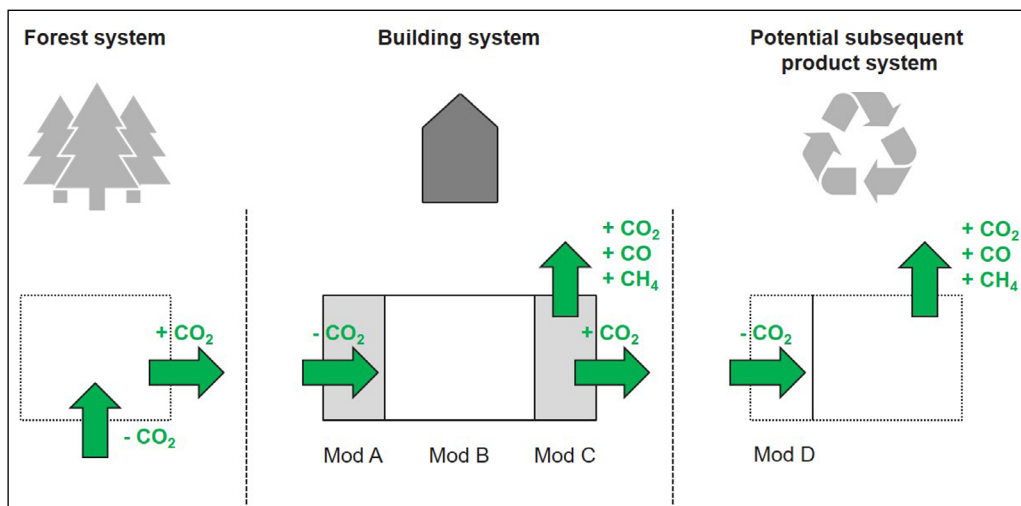 Forest system
Building system
Potential subsequent
product system
+ CO₂
- CO₂
- CO₂
+ CO₂
+ CO
+ CH₄
+ CO₂
Mod A
Mod B
Mod C
+ CO₂
+ CO
+ CH₄
- CO₂
Mod D